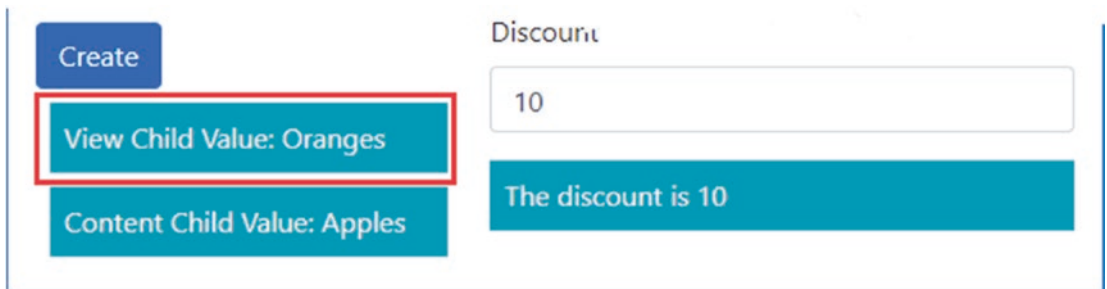 Create
View Child Value: Oranges
Content Child Value: Apples
Discount
10
The discount is 10